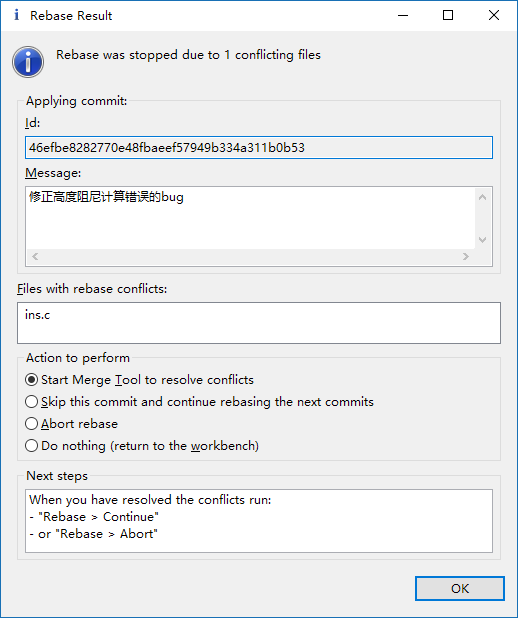 Rebase Result
Rebase was stopped due to 1 conflicting files
Applying commit:
Id:
46efbe8282770e48fbaeef57949b334a311b0b53
Message:
修正高度阻尼计算错误的bug
Files with rebase conflicts:
ins.c
Action to perform
Start Merge Tool to resolve conflicts
Skip this commit and continue rebasing the next commits
Abort rebase
Do nothing (return to the workbench)
Next steps
When you have resolved the conflicts run:
- "Rebase > Continue"
- or "Rebase > Abort"
OK